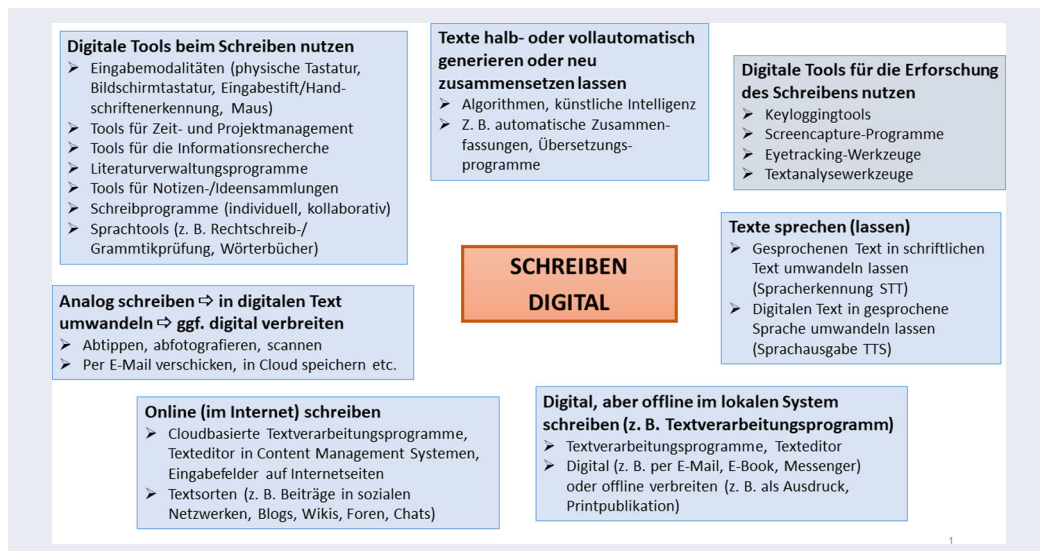 Digitale Tools beim Schreiben nutzen
➢ Eingabemodalitäten (physische Tastatur,
Bildschirmtastatur, Eingabestift/Hand-
schriftenerkennung, Maus)
➢ Tools für Zeit- und Projektmanagement
➢ Tools für die Informationsrecherche
➢ Literaturverwaltungsprogramme
➢ Tools für Notizen-/Ideensammlungen
➢ Schreibprogramme (individuell, kollaborativ)
➢ Sprachtools (z. B. Rechtschreib-/
Grammtikprüfung, Wörterbücher)
Texte halb- oder vollautomatisch
generieren oder neu
zusammensetzen lassen
➢ Algorithmen, künstliche Intelligenz
➢ Z. B. automatische Zusammen-
fassungen, Übersetzungs-
programme
Digitale Tools für die Erforschung
des Schreibens nutzen
➢ Keyloggingtools
➢ Screencapture-Programme
➢ Eyetracking-Werkzeuge
➢ Textanalysewerkzeuge
Texte sprechen (lassen)
➢ Gesprochenen Text in schriftlichen
Text umwandeln lassen
(Spracherkennung STT)
➢ Digitalen Text in gesprochene
Sprache umwandeln lassen
(Sprachausgabe TTS)
SCHREIBEN
DIGITAL
Analog schreiben ⇨ in digitalen Text
umwandeln ⇨ ggf. digital verbreiten
➢ Abtippen, abfotografieren, scannen
➢ Per E-Mail verschicken, in Cloud speichern etc.
Online (im Internet) schreiben
➢ Cloudbasierte Textverarbeitungsprogramme,
Texteditor in Content Management Systemen,
Eingabefelder auf Internetseiten
➢ Textsorten (z. B. Beiträge in sozialen
Netzwerken, Blogs, Wikis, Foren, Chats)
Digital, aber offline im lokalen System
schreiben (z. B. Textverarbeitungsprogramm)
➢ Textverarbeitungsprogramme, Texteditor
➢ Digital (z. B. per E-Mail, E-Book, Messenger)
oder offline verbreiten (z. B. als Ausdruck,
Printpublikation)
1